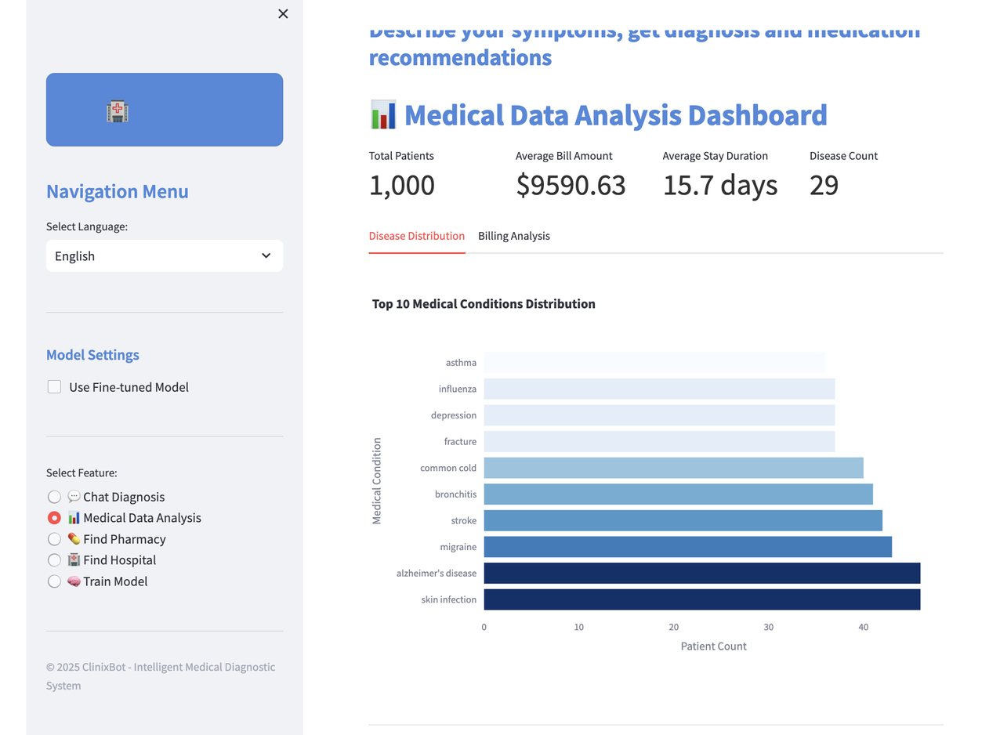 ✕
Navigation Menu
Select Language:
English
Model Settings
Use Fine-tuned Model
Select Feature:
💬 Chat Diagnosis
📊 Medical Data Analysis
💊 Find Pharmacy
🏥 Find Hospital
🧠 Train Model
© 2025 ClinixBot - Intelligent Medical Diagnostic
System
Describe your symptoms, get diagnosis and medication
recommendations
📊 Medical Data Analysis Dashboard
Total Patients
1,000
Average Bill Amount
$9590.63
Average Stay Duration
15.7 days
Disease Count
29
Disease Distribution
Billing Analysis
Top 10 Medical Conditions Distribution
Medical Condition
asthma
influenza
depression
fracture
common cold
bronchitis
stroke
migraine
alzheimer's disease
skin infection
0 10 20 30 40
Patient Count